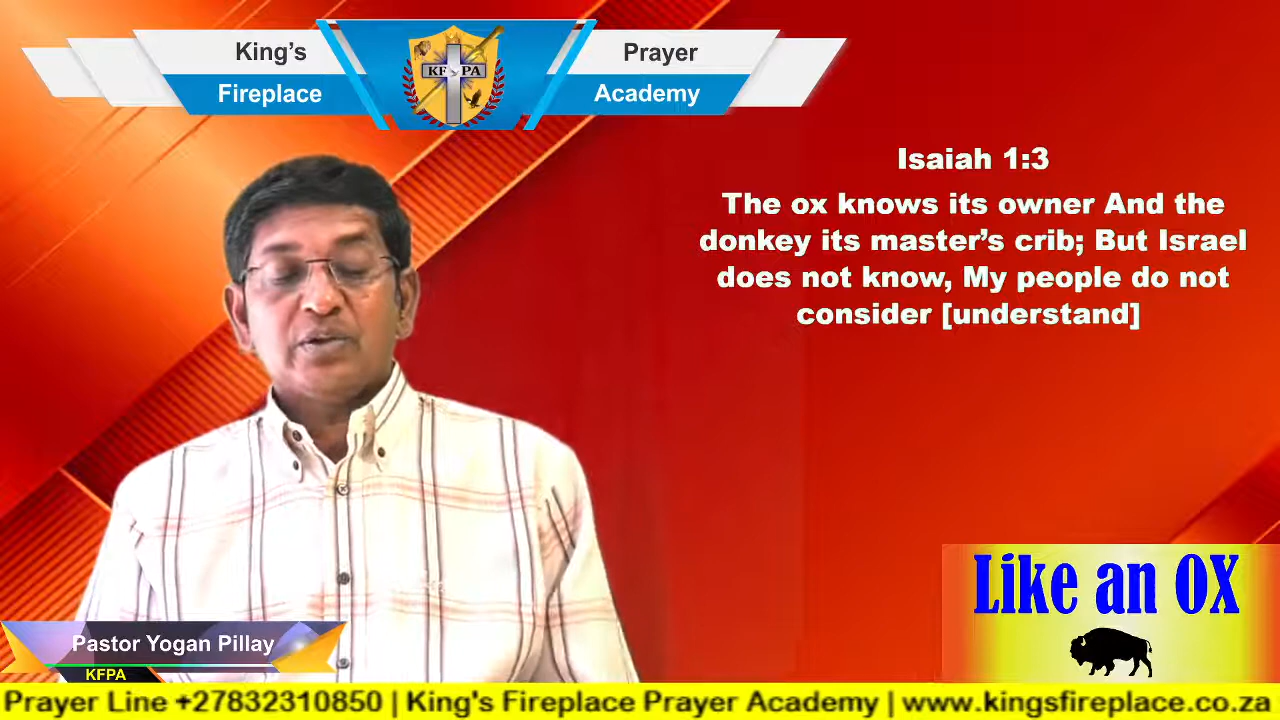 King's
Fireplace
KF PA
Prayer
Academy
Isaiah 1:3
The ox knows its owner And the
donkey its master's crib; But Israel
does not know, My people do not
consider [understand]
Like an OX
Pastor Yogan Pillay
KFPA
Prayer Line +27832310850 | King's Fireplace Prayer Academy | www.kingsfireplace.co.za